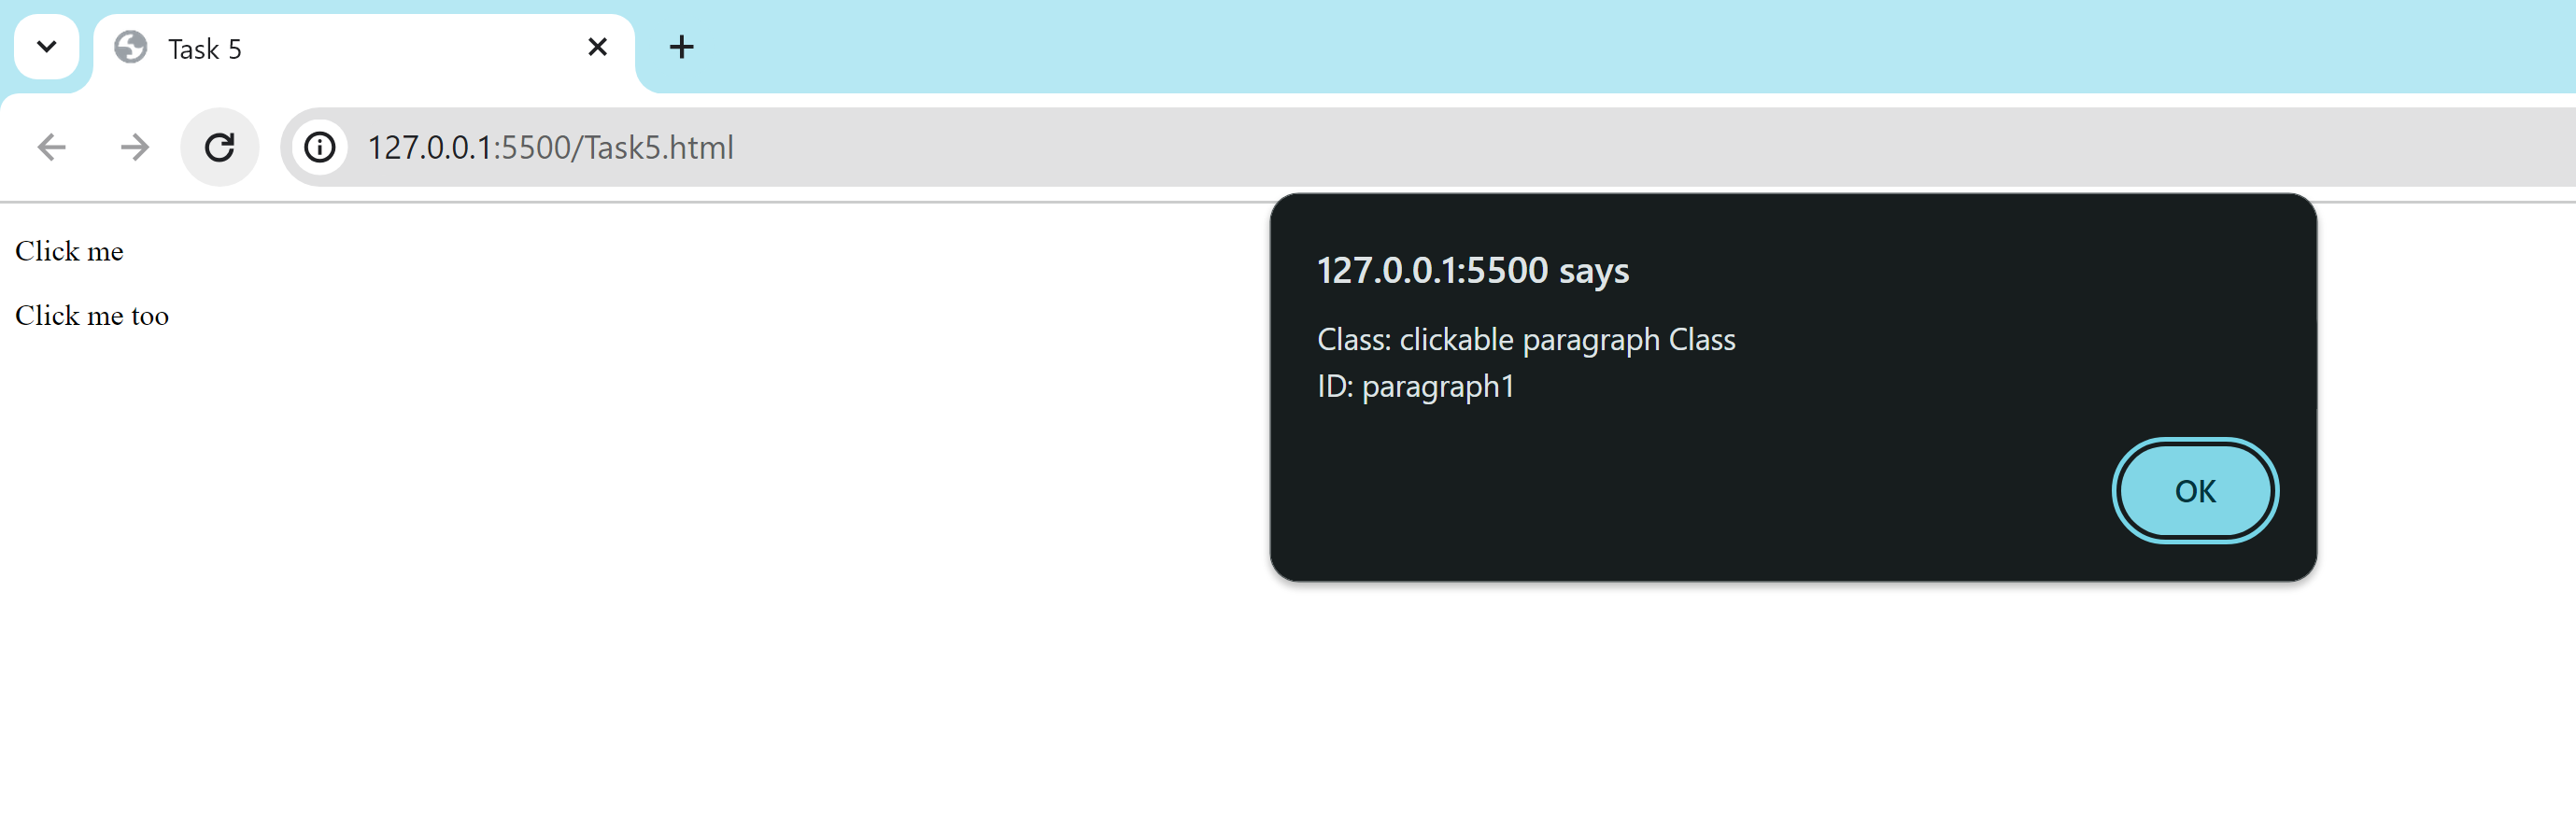 Task 5
127.0.0.1:5500/Task5.html
Click me
Click me too
127.0.0.1:5500 says
Class: clickable paragraph Class
ID: paragraph1
OK